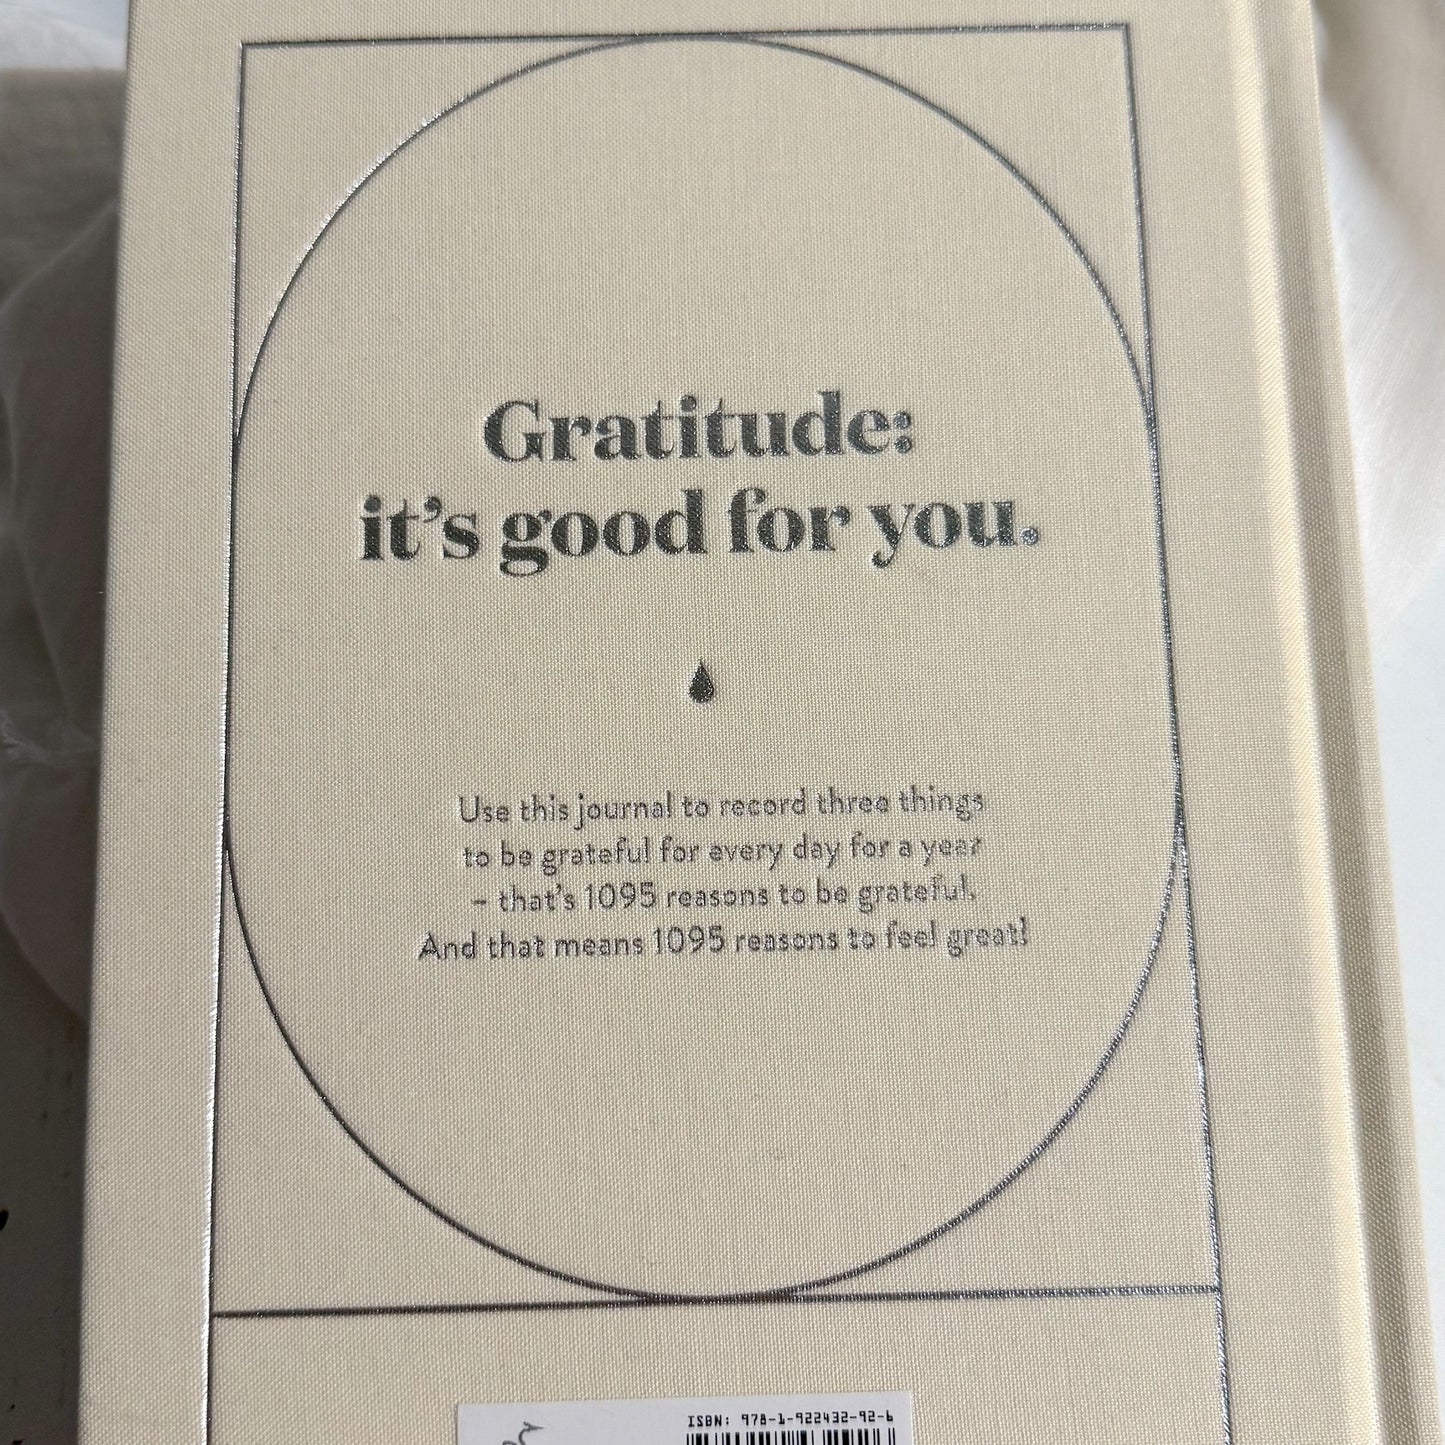 Gratitude:
it's good for you.
Use this journal to record three things
to be grateful for every day for a year
– that's 1095 reasons to be grateful.
And that means 1095 reasons to feel great!
ISBN: 978-1-922432-92-6